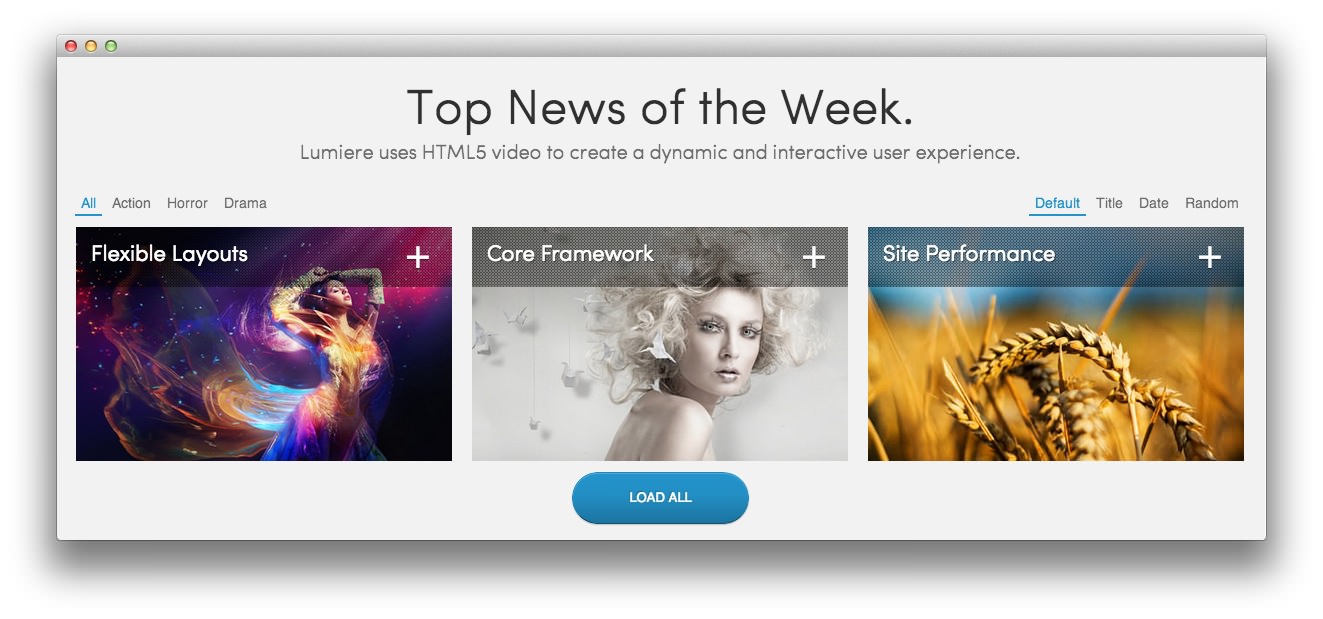 Top News of the Week.
Lumiere uses HTML5 video to create a dynamic and interactive user experience.
All Action Horror Drama Default Title Date Random
Flexible Layouts + Core Framework + Site Performance +
LOAD ALL